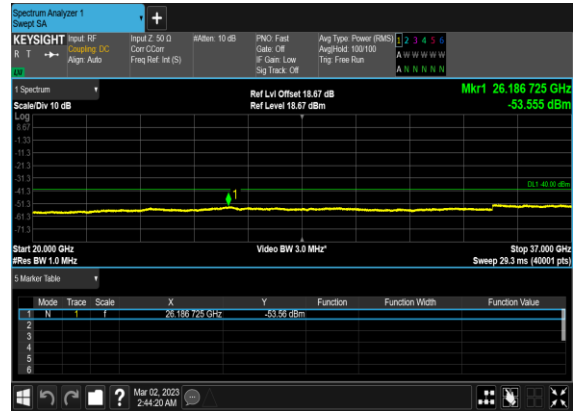 Spectrum Analyzer 1
Swept SA
+
KEYSIGHT Input: RF Input Z: 50 Ω #Atten: 10 dB PNO: Fast Avg Type: Power (RMS) 1 2 3 4 5 6
R T Coupling: DC Corr CCorr Gate: Off Avg|Hold: 100/100 A W W W W W
Align: Auto Freq Ref: Int (S) IF Gain: Low Trig: Free Run
LW Sig Track: Off A N N N N N
1 Spectrum Ref Lvl Offset 18.67 dB Mkr1 26.186 725 GHz
Scale/Div 10 dB Ref Level 18.67 dBm -53.555 dBm
Log
8.67
-1.33
-11.3
-21.3
-31.3
DL1 -40.00 dBm
-41.3
1
-51.3
-61.3
-71.3
Start 20.000 GHz Video BW 3.0 MHz* Stop 37.000 GHz
#Res BW 1.0 MHz Sweep 29.3 ms (40001 pts)
5 Marker Table
Mode Trace Scale X Y Function Function Width Function Value
1 N 1 f 26.186 725 GHz -53.56 dBm
2
3
4
5
6
? Mar 02, 2023
2:44:20 AM